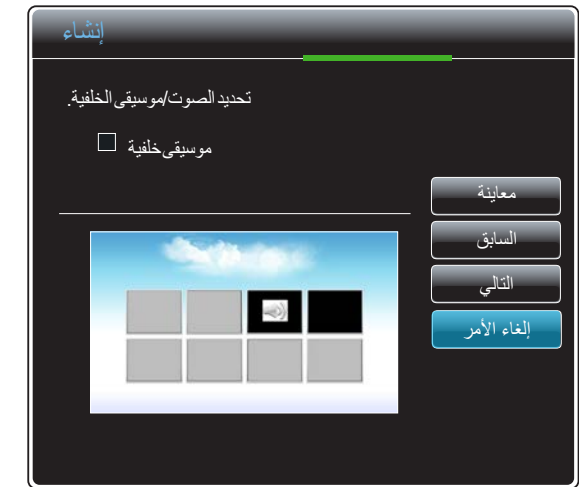 إنشاء
تحديد الصوت/موسيقى الخلفية.
موسيقى خلفية
معاينة
السابق
التالي
إلغاء الأمر